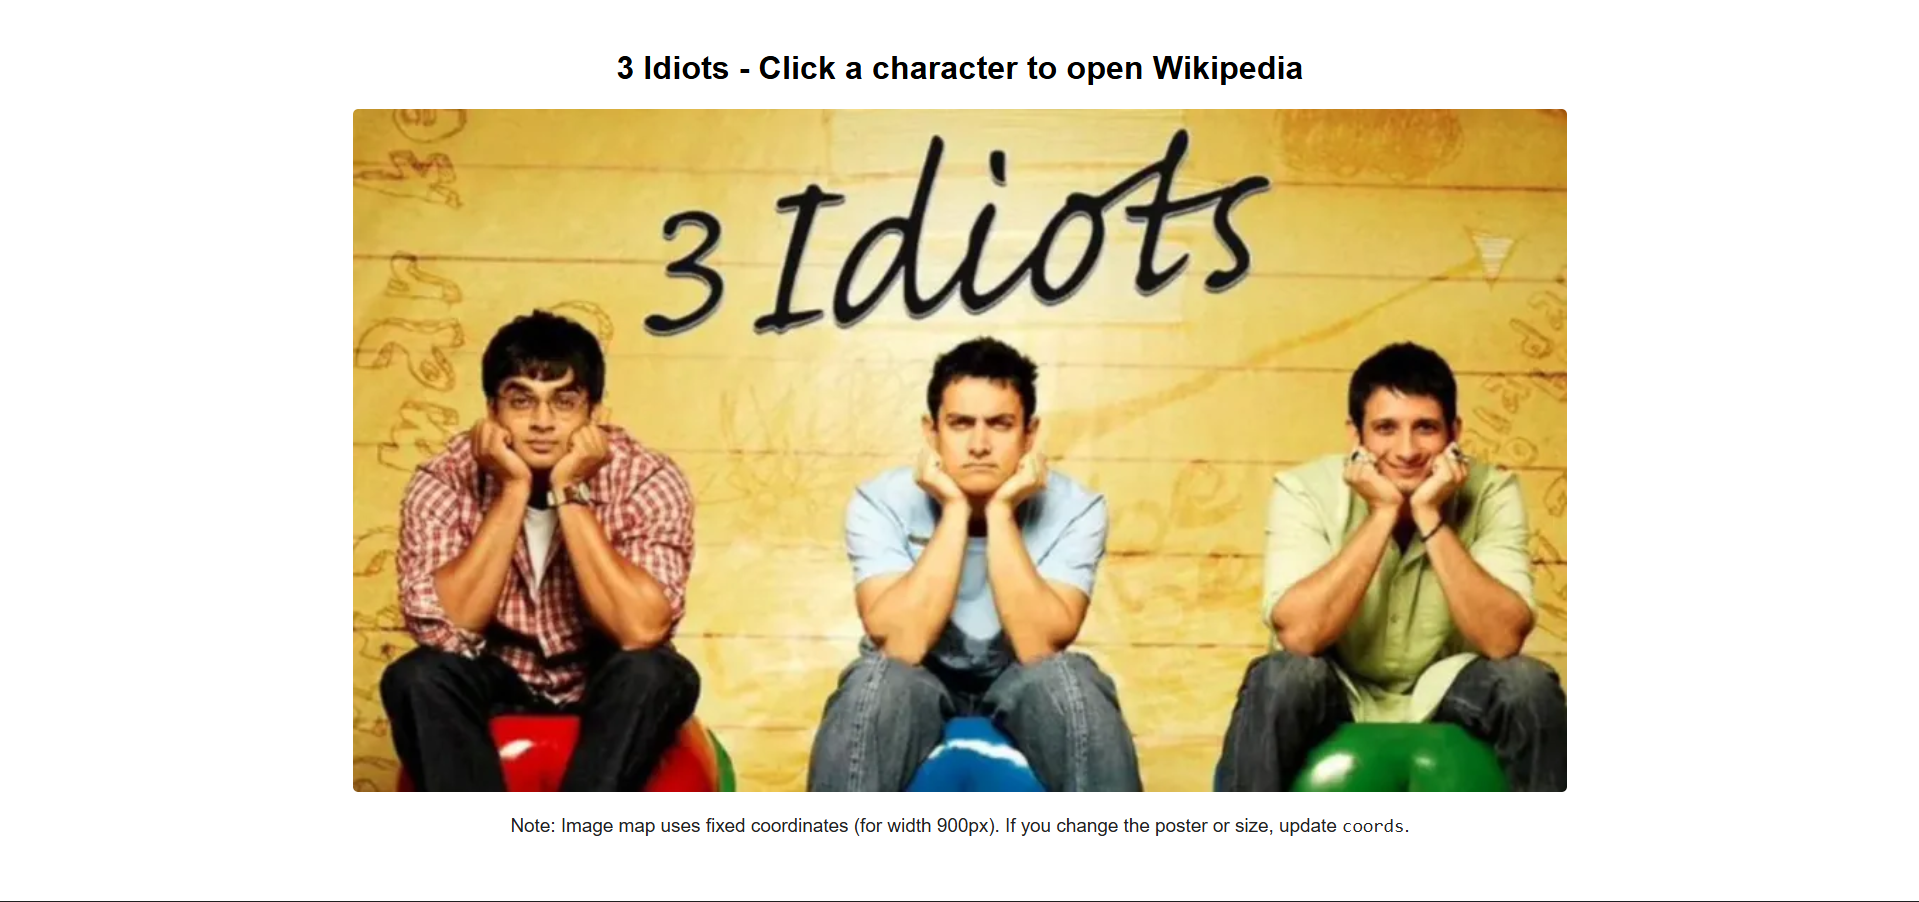 3 Idiots - Click a character to open Wikipedia
3 Idiots
Note: Image map uses fixed coordinates (for width 900px). If you change the poster or size, update coords.